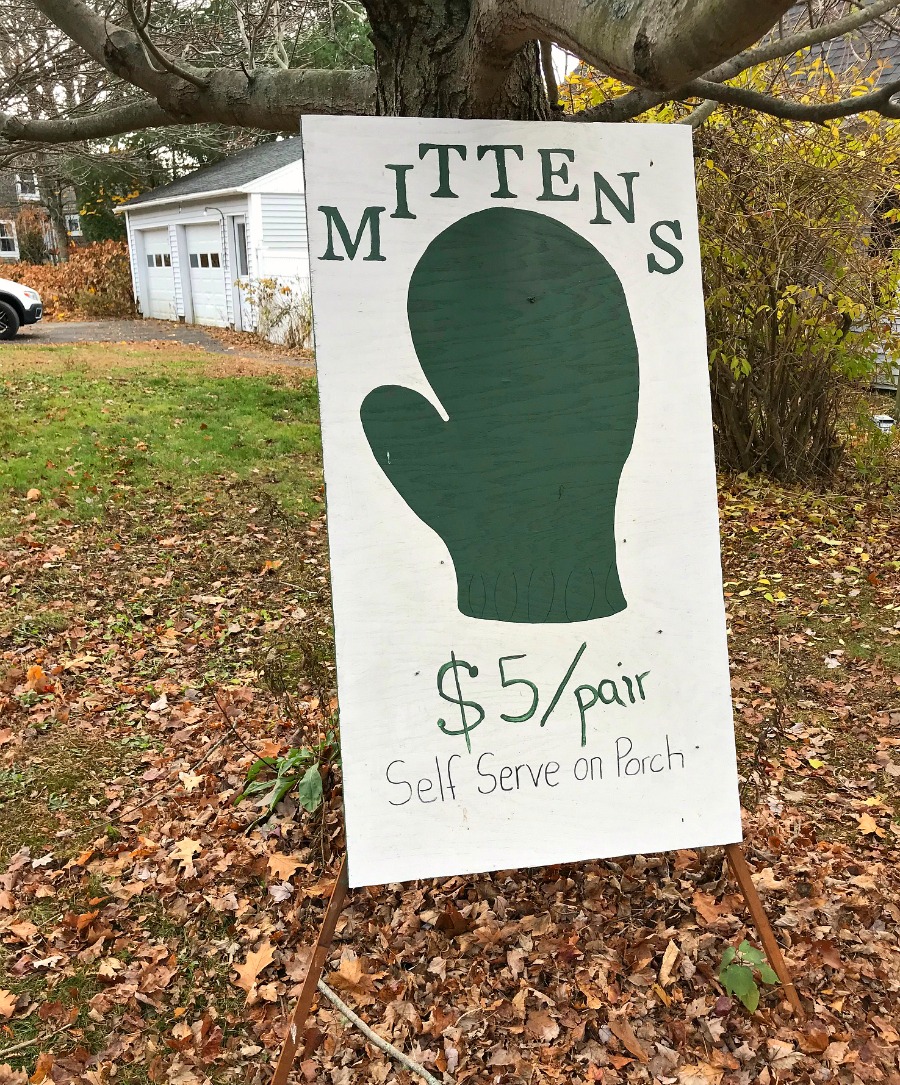 MITTENS
$5/pair
Self Serve on Porch